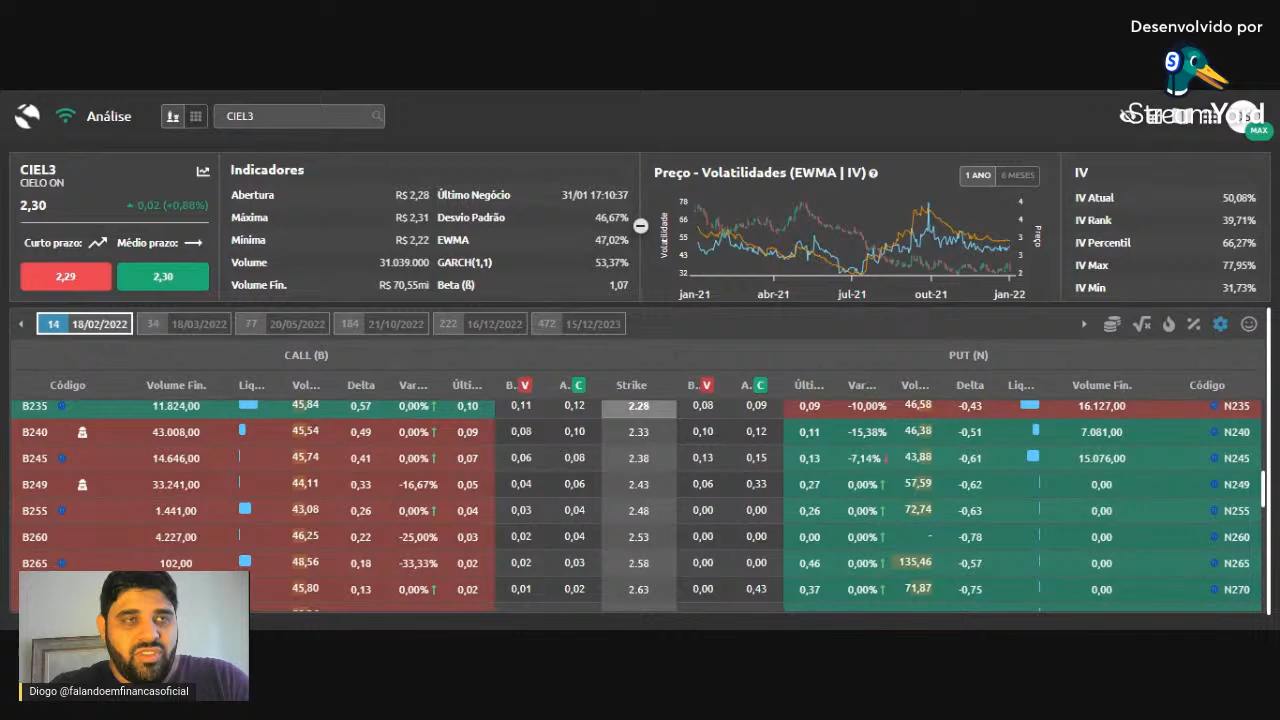 Desenvolvido por
StreamYard
Análise
CIEL3
MAX
CIEL3
CIELO ON
2,30
0,02 (+0,88%)
Curto prazo:
Médio prazo:
2,29
2,30
Indicadores
Abertura R$ 2,28 Último Negócio 31/01 17:10:37
Máxima R$ 2,31 Desvio Padrão 46,67%
Mínima R$ 2,22 EWMA 47,02%
Volume 31.039.000 GARCH(1,1) 53,37%
Volume Fin. R$ 70,55mi Beta (ß) 1,07
Preço - Volatilidades (EWMA | IV)
1 ANO 6 MESES
Volatilidade
78
66
55
43
32
4
4
3
3
2
2
Preço
jan-21 abr-21 jul-21 out-21 jan-22
IV
IV Atual 50,08%
IV Rank 39,71%
IV Percentil 66,27%
IV Max 77,95%
IV Min 31,73%
14 18/02/2022 34 18/03/2022 77 20/05/2022 184 21/10/2022 222 16/12/2022 472 15/12/2023
CALL (B) PUT (N)
Código Volume Fin. Liq... Vol... Delta Var... Últi... B. V A. C Strike B. V A. C Últi... Var... Vol... Delta Liq... Volume Fin. Código
B235 11.824,00 45,84 0,57 0,00% 0,10 0,11 0,12 2.28 0,08 0,09 0,09 -10,00% 46,58 -0,43 16.127,00 N235
B240 43.008,00 45,54 0,49 0,00% 0,09 0,08 0,10 2.33 0,10 0,12 0,11 -15,38% 46,38 -0,51 7.081,00 N240
B245 14.646,00 45,74 0,41 0,00% 0,07 0,06 0,08 2.38 0,13 0,15 0,13 -7,14% 43,88 -0,61 15.076,00 N245
B249 33.241,00 44,11 0,33 -16,67% 0,05 0,04 0,06 2.43 0,06 0,33 0,27 0,00% 57,59 -0,62 0,00 N249
B255 1.441,00 43,08 0,26 0,00% 0,04 0,03 0,04 2.48 0,00 0,00 0,26 0,00% 72,74 -0,63 0,00 N255
B260 4.227,00 46,25 0,22 -25,00% 0,03 0,02 0,04 2.53 0,00 0,00 0,00 0,00% - -0,78 0,00 N260
B265 102,00 48,56 0,18 -33,33% 0,02 0,02 0,03 2.58 0,00 0,00 0,46 0,00% 135,46 -0,57 0,00 N265
45,80 0,13 0,00% 0,02 0,01 0,02 2.63 0,00 0,43 0,37 0,00% 71,87 -0,75 0,00 N270
Diogo @falandoemfinancasoficial